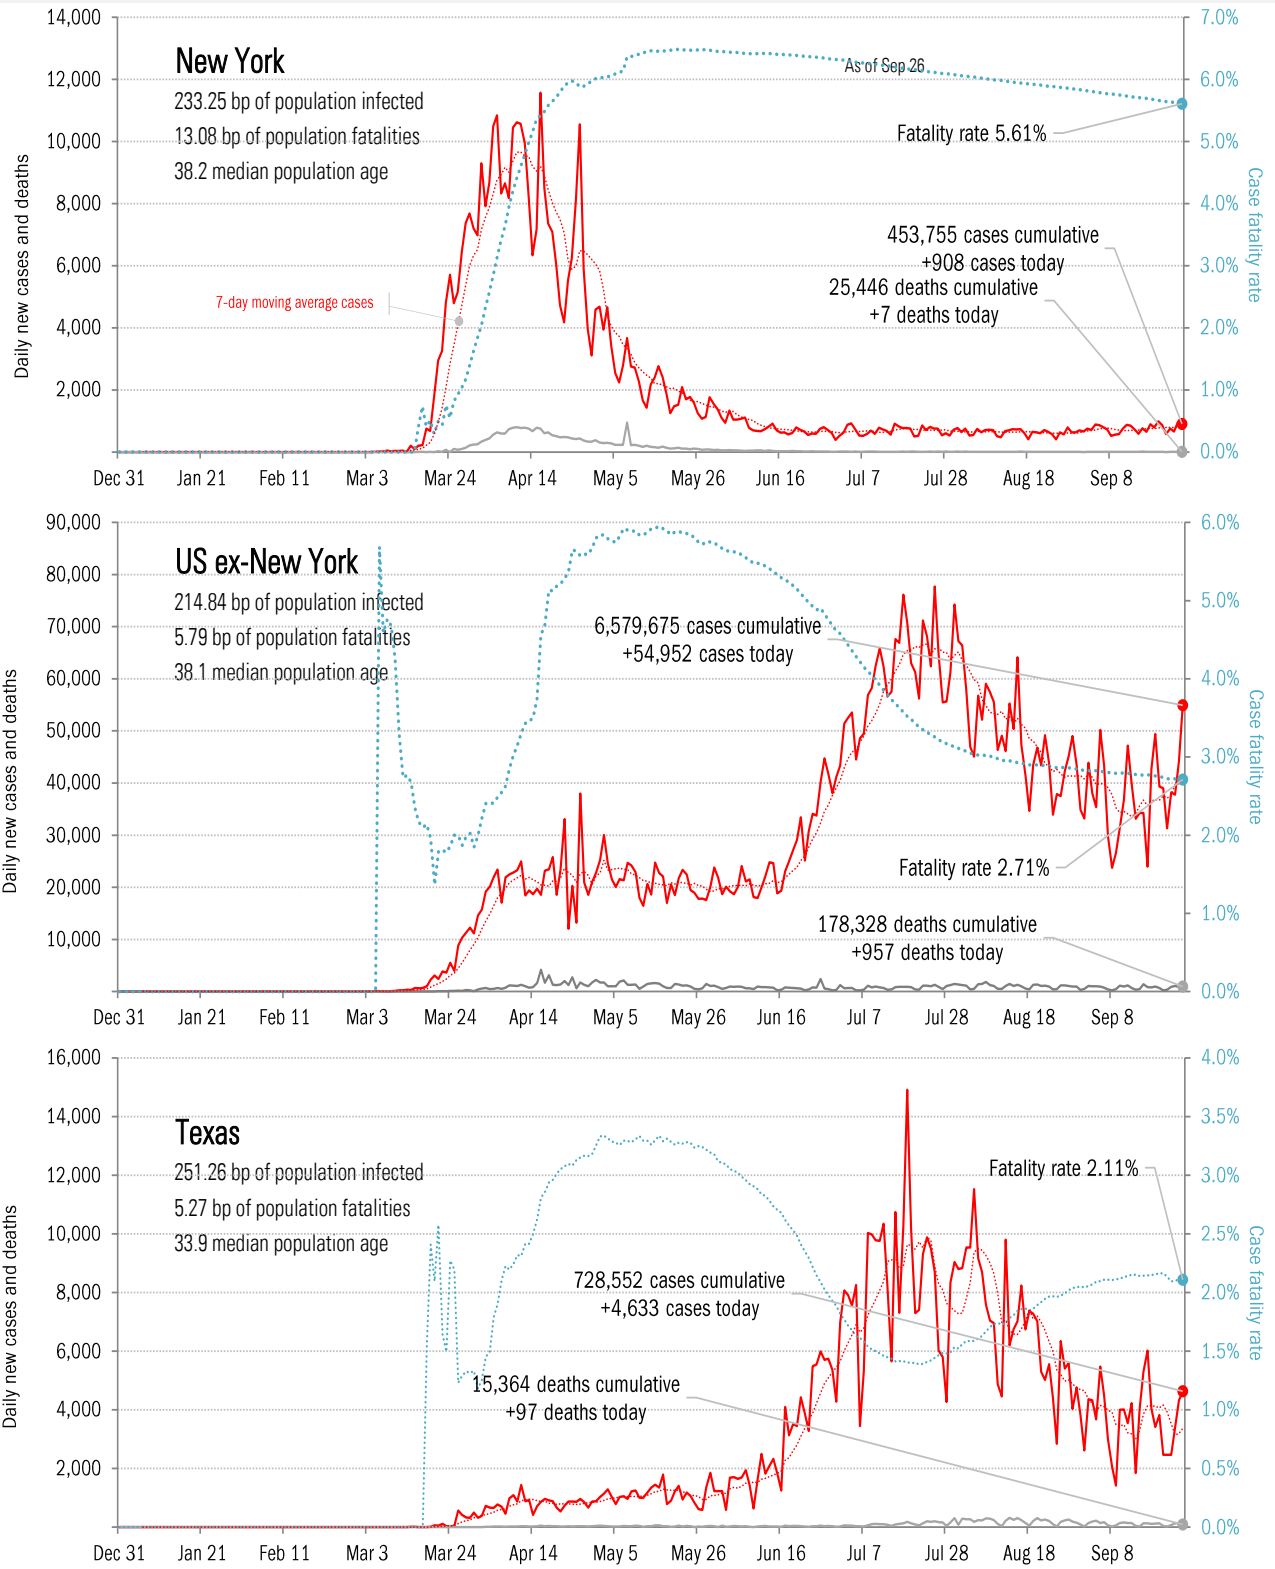 14,000
12,000
10,000
8,000
6,000
4,000
2,000
7.0%
6.0%
5.0%
4.0%
3.0%
2.0%
1.0%
0.0%
Daily new cases and deaths
Case fatality rate
New York
233.25 bp of population infected
13.08 bp of population fatalities
38.2 median population age
As of Sep 26
Fatality rate 5.61%
453,755 cases cumulative
+908 cases today
25,446 deaths cumulative
+7 deaths today
7-day moving average cases
Dec 31 Jan 21 Feb 11 Mar 3 Mar 24 Apr 14 May 5 May 26 Jun 16 Jul 7 Jul 28 Aug 18 Sep 8
90,000
80,000
70,000
60,000
50,000
40,000
30,000
20,000
10,000
6.0%
5.0%
4.0%
3.0%
2.0%
1.0%
0.0%
Daily new cases and deaths
Case fatality rate
US ex-New York
214.84 bp of population infected
5.79 bp of population fatalities
38.1 median population age
6,579,675 cases cumulative
+54,952 cases today
Fatality rate 2.71%
178,328 deaths cumulative
+957 deaths today
Dec 31 Jan 21 Feb 11 Mar 3 Mar 24 Apr 14 May 5 May 26 Jun 16 Jul 7 Jul 28 Aug 18 Sep 8
16,000
14,000
12,000
10,000
8,000
6,000
4,000
2,000
4.0%
3.5%
3.0%
2.5%
2.0%
1.5%
1.0%
0.5%
0.0%
Daily new cases and deaths
Case fatality rate
Texas
251.26 bp of population infected
5.27 bp of population fatalities
33.9 median population age
Fatality rate 2.11%
728,552 cases cumulative
+4,633 cases today
15,364 deaths cumulative
+97 deaths today
Dec 31 Jan 21 Feb 11 Mar 3 Mar 24 Apr 14 May 5 May 26 Jun 16 Jul 7 Jul 28 Aug 18 Sep 8